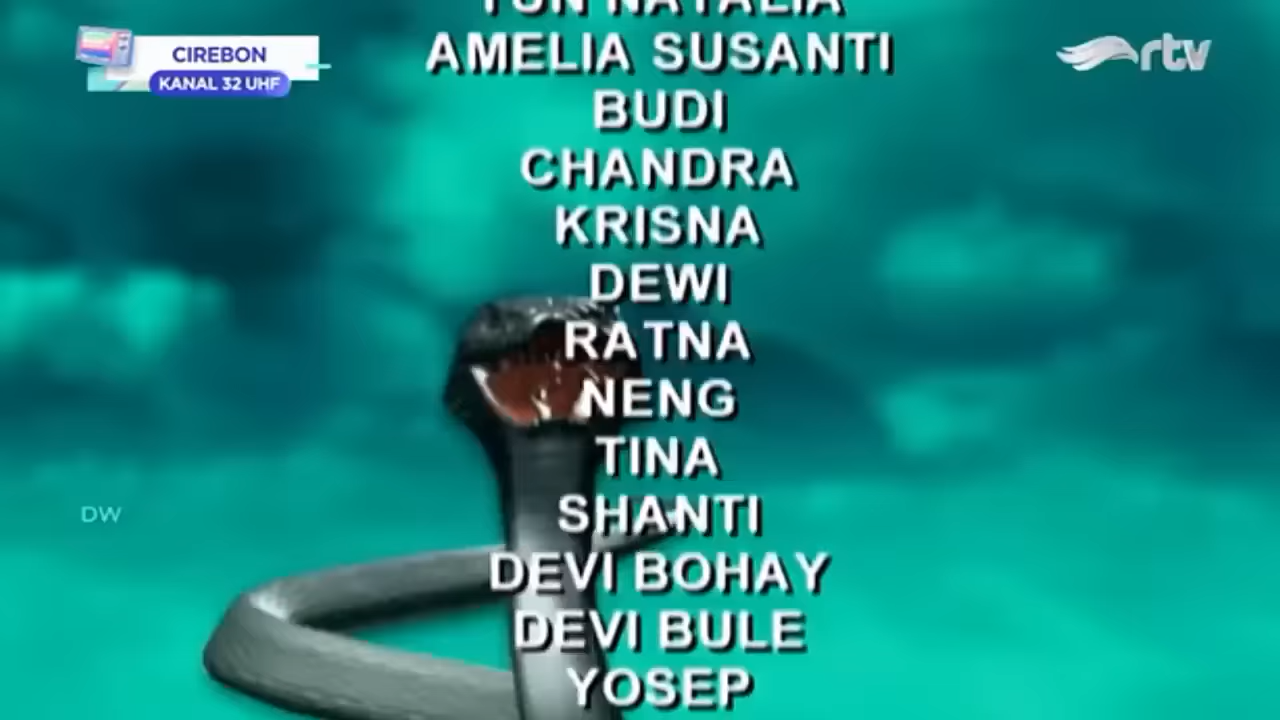 CIREBON
KANAL 32 UHF
rtv
NATALIA
AMELIA SUSANTI
BUDI
CHANDRA
KRISNA
DEWI
RATNA
NENG
TINA
SHANTI
DEVI BOHAY
DEVI BULE
YOSEP
DW